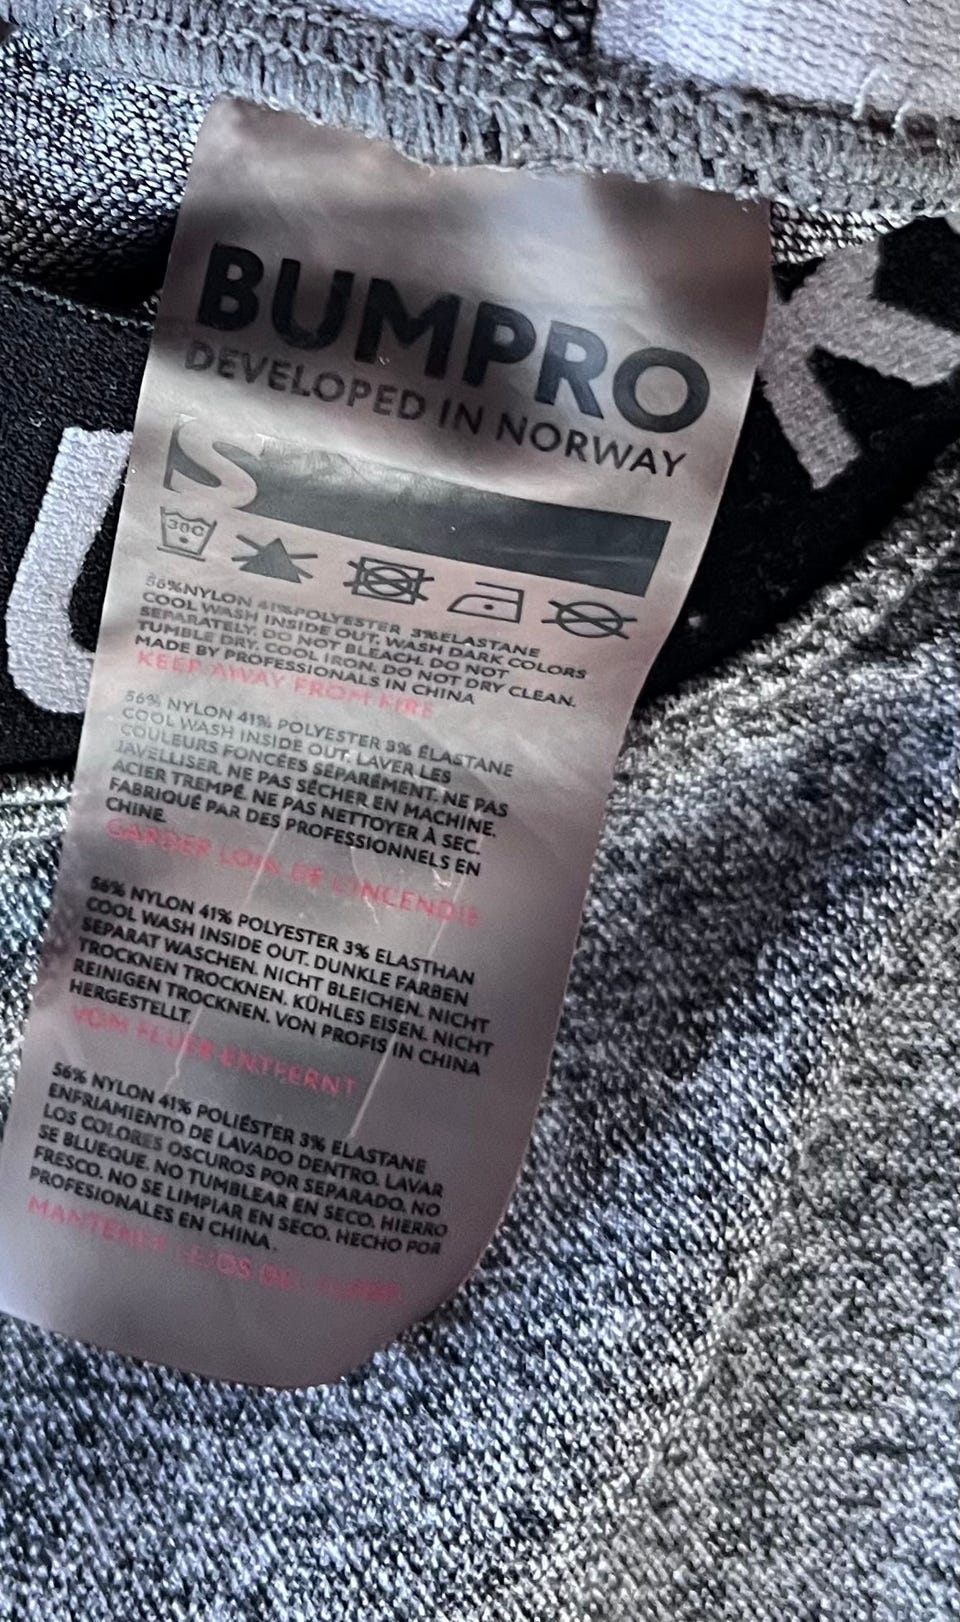 BUMPRO
DEVELOPED IN NORWAY
S
30C
56%NYLON 41%POLYESTER 3%ELASTANE
COOL WASH INSIDE OUT. WASH DARK COLORS
SEPARATELY. DO NOT BLEACH. DO NOT
TUMBLE DRY. COOL IRON. DO NOT DRY CLEAN.
MADE BY PROFESSIONALS IN CHINA
KEEP AWAY FROM FIRE
56% NYLON 41% POLYESTER 3% ÉLASTANE
COOL WASH INSIDE OUT. LAVER LES
COULEURS FONCÉES SÉPARÉMENT. NE PAS
JAVELLISER. NE PAS SÉCHER EN MACHINE.
ACIER TREMPÉ. NE PAS NETTOYER À SEC.
FABRIQUÉ PAR DES PROFESSIONNELS EN
CHINE.
GARDER LOIN DE L'INCENDIE
56% NYLON 41% POLYESTER 3% ELASTHAN
COOL WASH INSIDE OUT. DUNKLE FARBEN
SEPARAT WASCHEN. NICHT BLEICHEN. NICHT
TROCKNEN TROCKNEN. KÜHLES EISEN. NICHT
REINIGEN TROCKNEN. VON PROFIS IN CHINA
HERGESTELLT.
VOM FEUER ENTFERNT
56% NYLON 41% POLIÉSTER 3% ELASTANE
ENFRIAMIENTO DE LAVADO DENTRO. LAVAR
LOS COLORES OSCUROS POR SEPARADO. NO
SE BLUEQUE. NO TUMBLEAR EN SECO. HIERRO
FRESCO. NO SE LIMPIAR EN SECO. HECHO POR
PROFESIONALES EN CHINA.
MANTENER LEJOS DEL